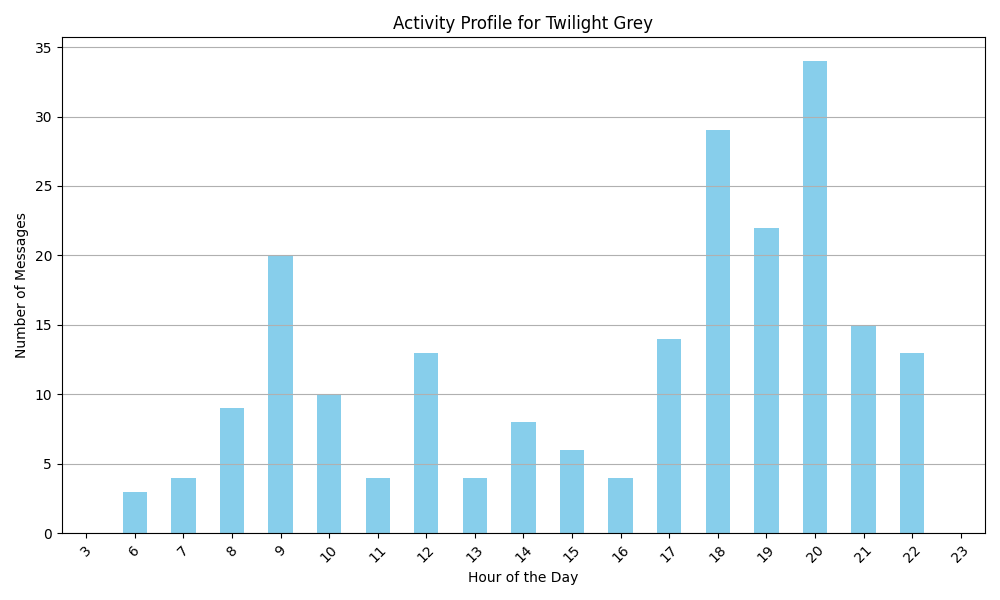 Activity Profile for Twilight Grey
35
30
25
20
15
10
5
0
Number of Messages
3 6 7 8 9 10 11 12 13 14 15 16 17 18 19 20 21 22 23
Hour of the Day